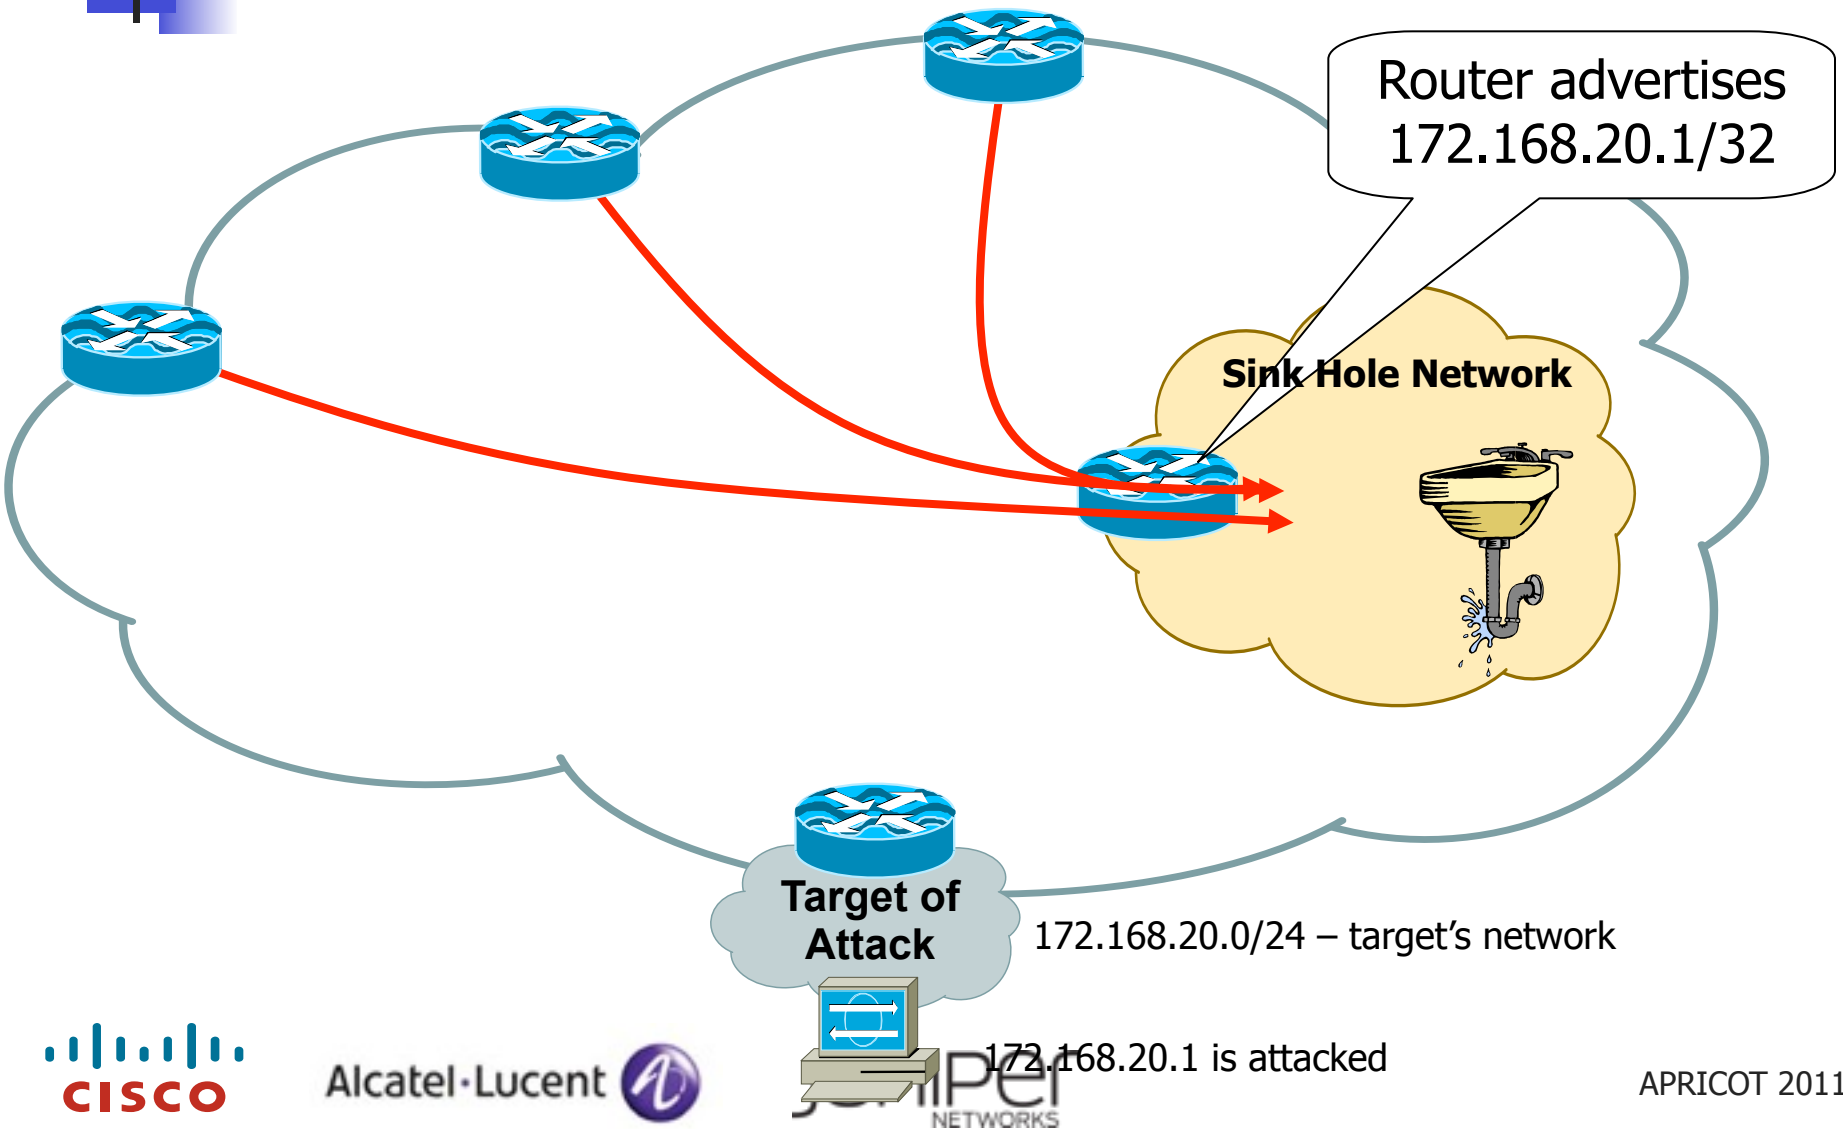 Router advertises
172.168.20.1/32
Sink Hole Network
Target of
Attack
172.168.20.0/24 – target’s network
172.168.20.1 is attacked
CISCO
Alcatel·Lucent
NETWORKS
APRICOT 2011